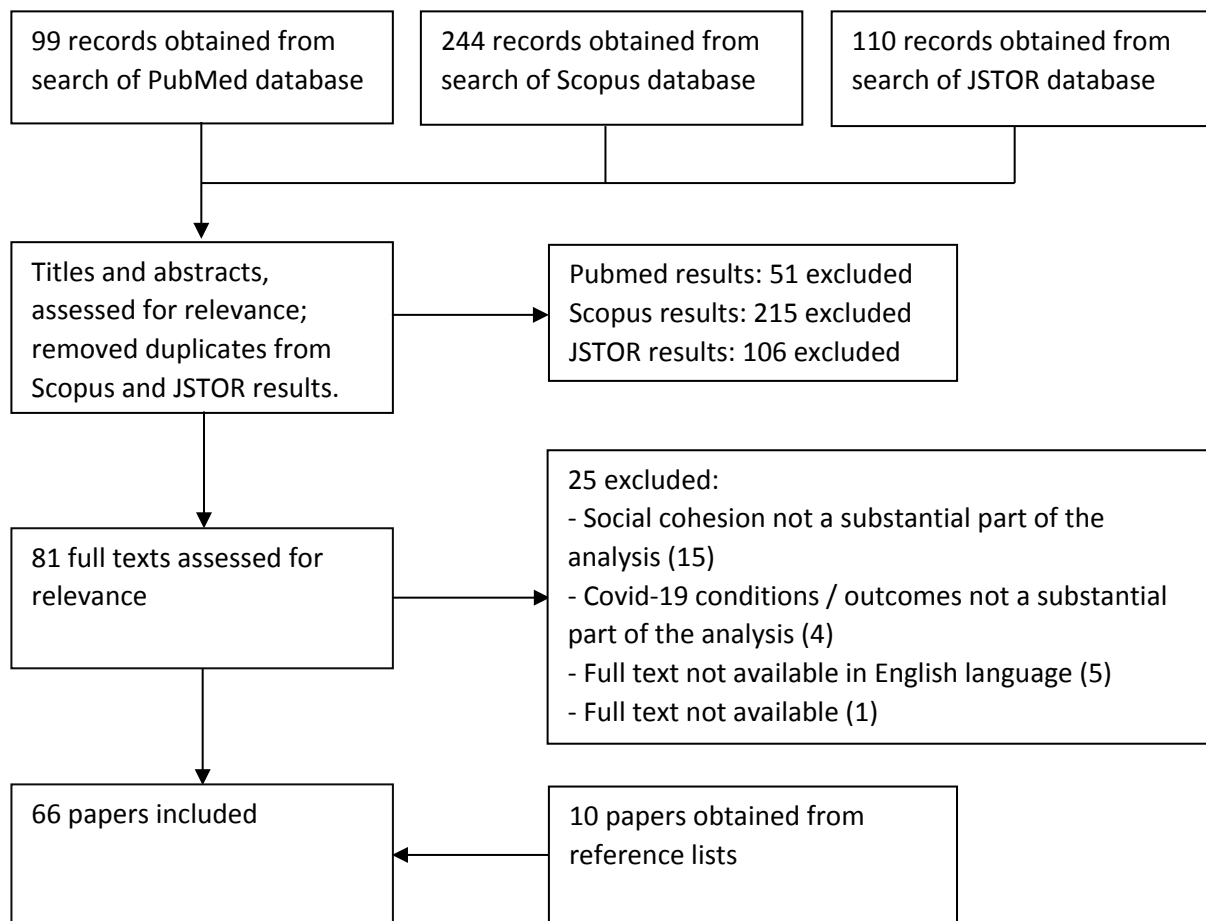 99 records obtained from
search of PubMed database
244 records obtained from
search of Scopus database
110 records obtained from
search of JSTOR database
Titles and abstracts,
assessed for relevance;
removed duplicates from
Scopus and JSTOR results.
Pubmed results: 51 excluded
Scopus results: 215 excluded
JSTOR results: 106 excluded
81 full texts assessed for
relevance
25 excluded:
- Social cohesion not a substantial part of the
analysis (15)
- Covid-19 conditions / outcomes not a substantial
part of the analysis (4)
- Full text not available in English language (5)
- Full text not available (1)
66 papers included
10 papers obtained from
reference lists